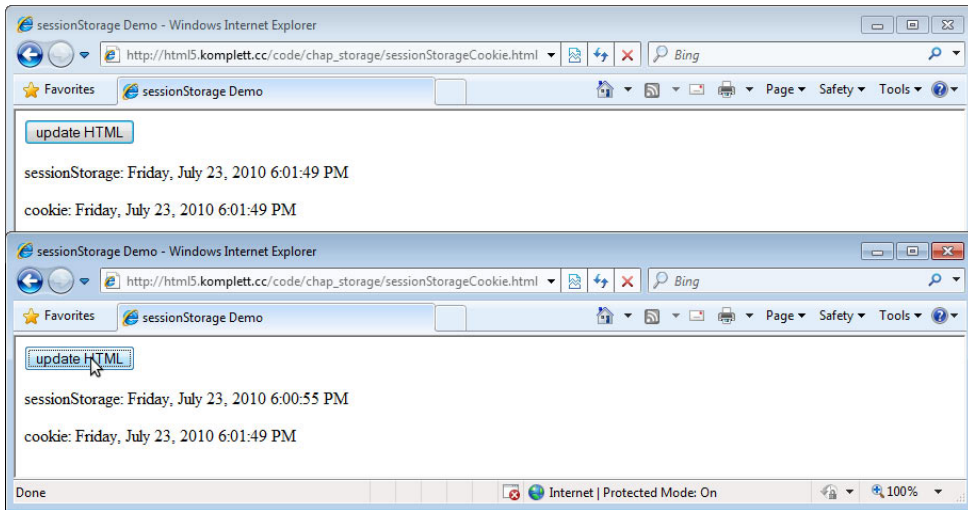 sessionStorage Demo - Windows Internet Explorer
http://html5.komplett.cc/code/chap_storage/sessionStorageCookie.html Bing
Favorites sessionStorage Demo Page Safety Tools
update HTML
sessionStorage: Friday, July 23, 2010 6:01:49 PM
cookie: Friday, July 23, 2010 6:01:49 PM
sessionStorage Demo - Windows Internet Explorer
http://html5.komplett.cc/code/chap_storage/sessionStorageCookie.html Bing
Favorites sessionStorage Demo Page Safety Tools
update HTML
sessionStorage: Friday, July 23, 2010 6:00:55 PM
cookie: Friday, July 23, 2010 6:01:49 PM
Done Internet | Protected Mode: On 100%